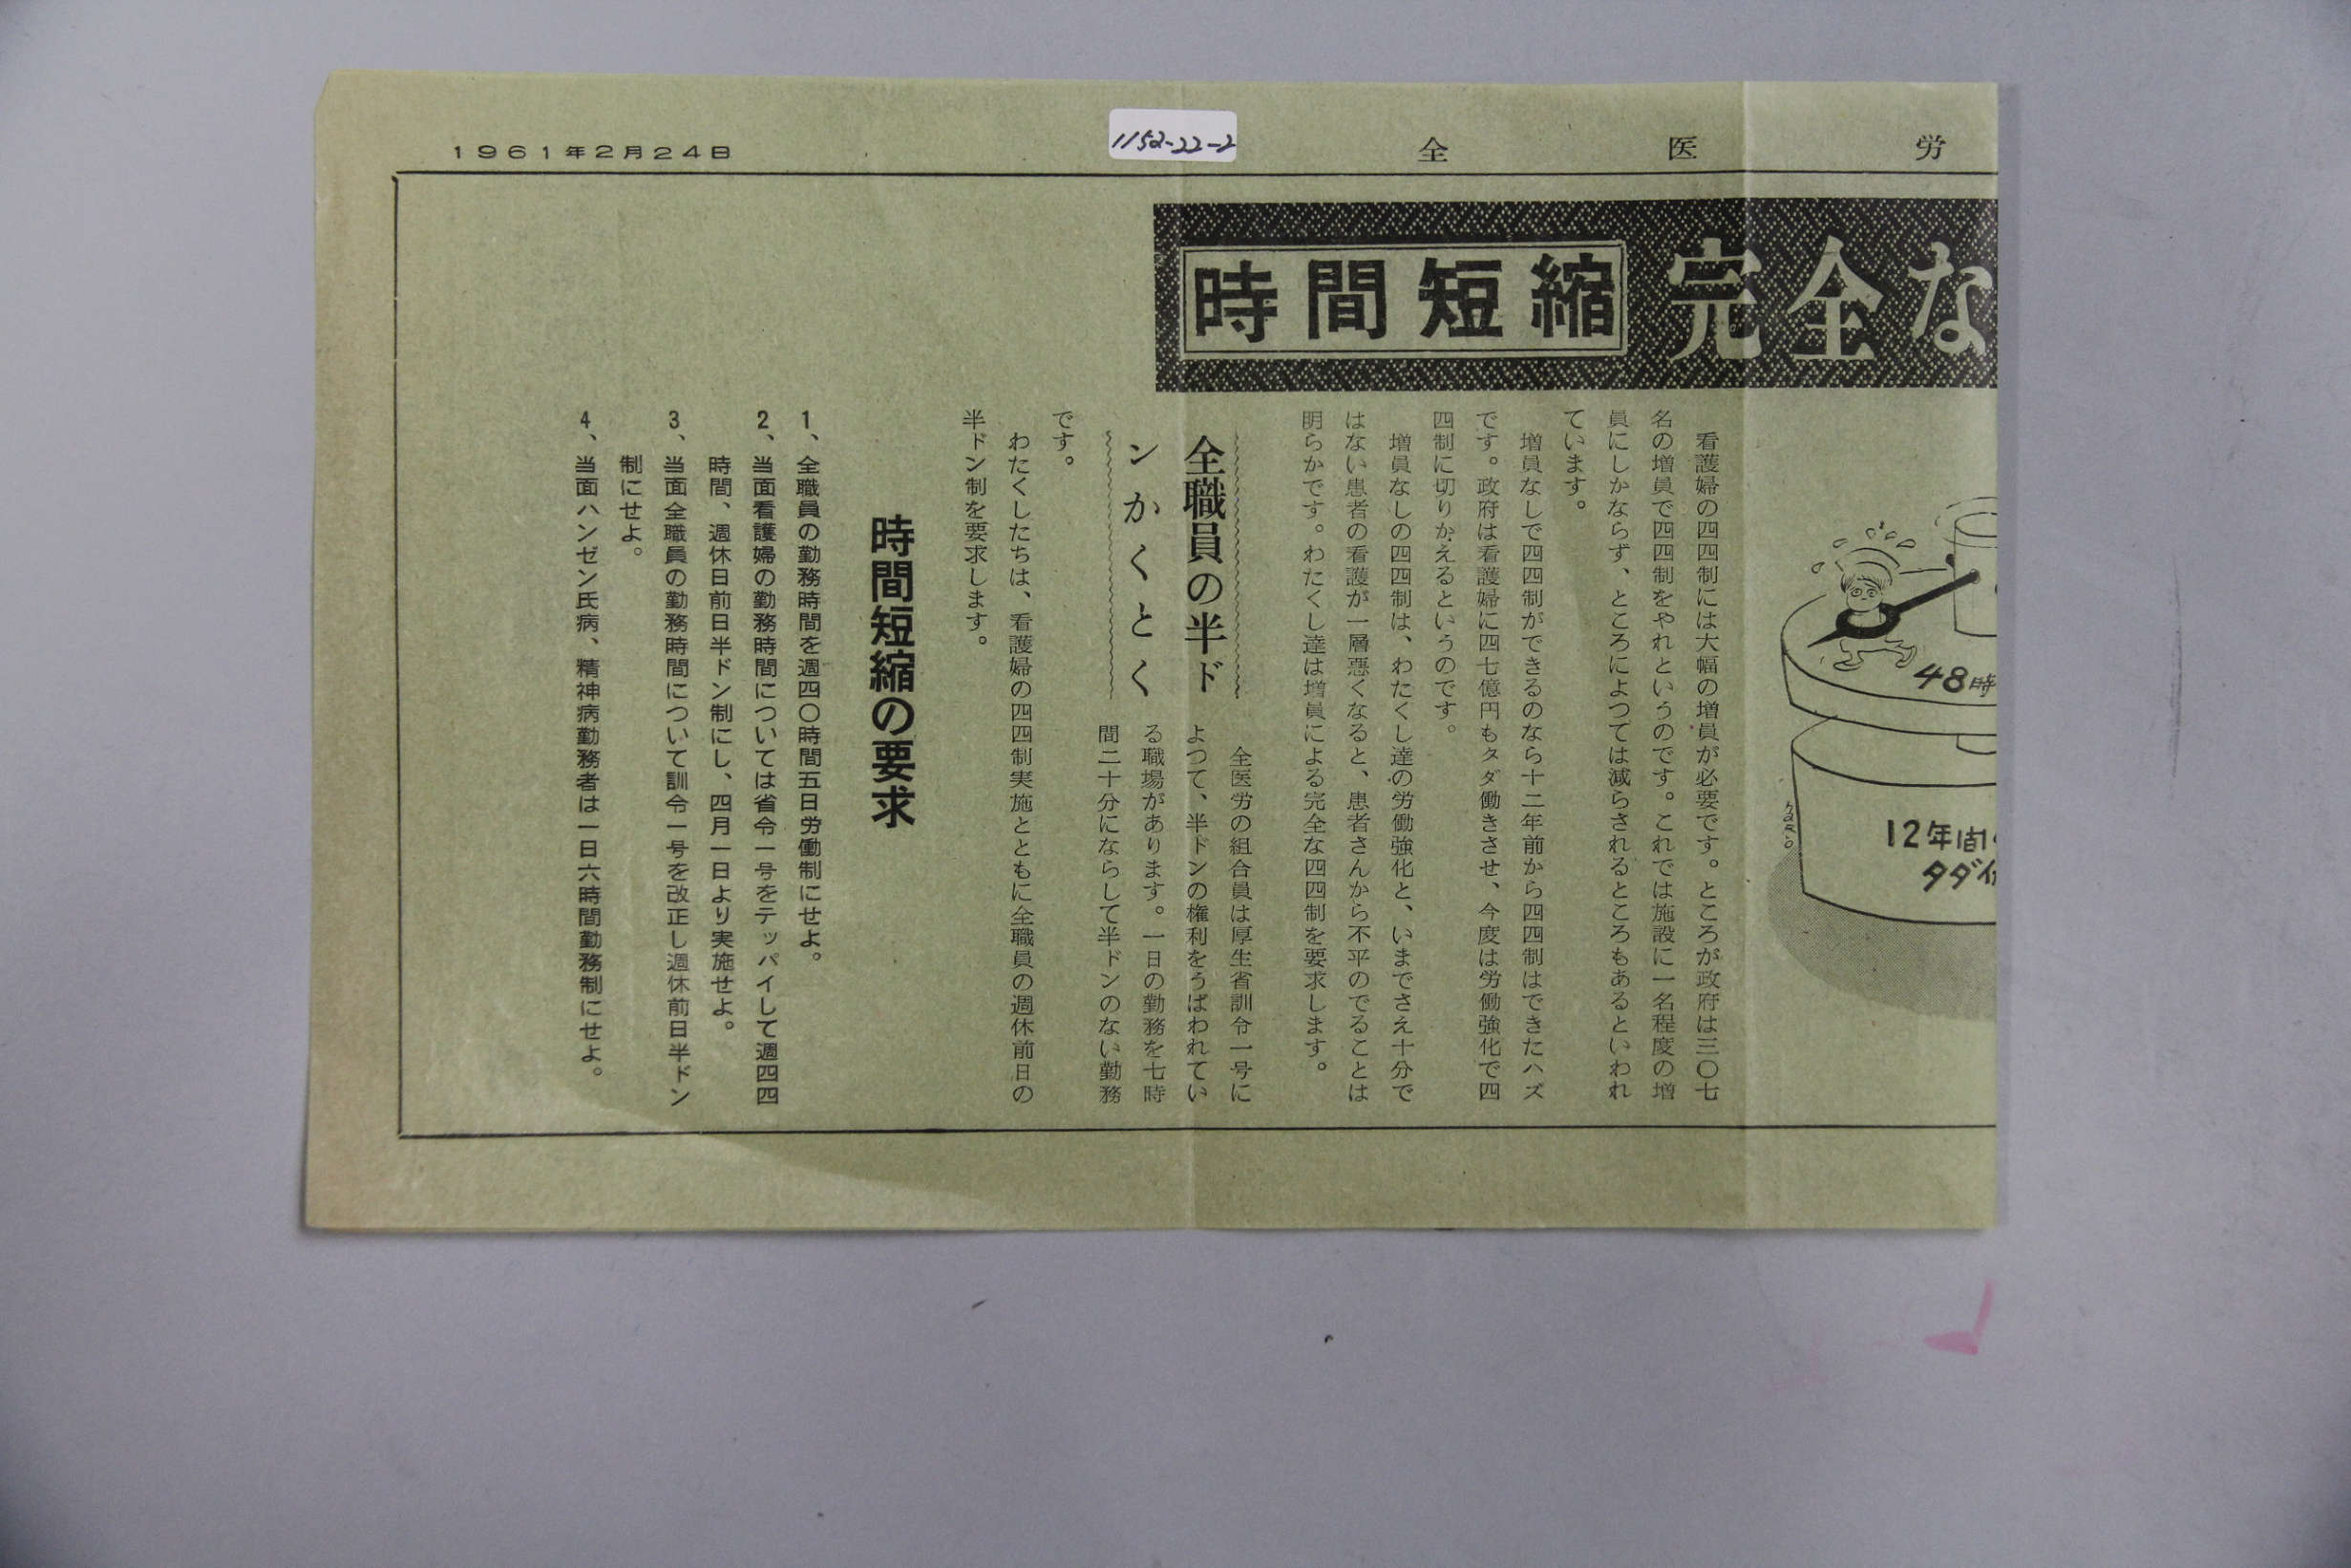 1961年2月24日
1152-22-2
全医労
時間短縮 完全な
48時
12年間
タダ
看護婦の四四制には大幅の増員が必要です。ところが政府は三〇七
名の増員で四四制をやれというのです。これでは施設に一名程度の増
員にしかならず、ところによつては減らされるところもあるといわれ
ています。
増員なしで四四制ができるのなら十二年前から四四制はできたハズ
です。政府は看護婦に四七億円もタダ働きさせ、今度は労働強化で四
四制に切りかえるというのです。
増員なしの四四制は、わたくし達の労働強化と、いまでさえ十分で
はない患者の看護が一層悪くなると、患者さんから不平のでることは
明らかです。わたくし達は増員による完全な四四制を要求します。
全職員の半ド
ンかくとく
全医労の組合員は厚生省訓令一号に
よつて、半ドンの権利をうばわれてい
る職場があります。一日の勤務を七時
間二十分にならして半ドンのない勤務
です。
わたくしたちは、看護婦の四四制実施とともに全職員の週休前日の
半ドン制を要求します。
時間短縮の要求
1、全職員の勤務時間を週四〇時間五日労働制にせよ。
2、当面看護婦の勤務時間については省令一号をテッパイして週四四
時間、週休日前日半ドン制にし、四月一日より実施せよ。
3、当面全職員の勤務時間について訓令一号を改正し週休前日半ドン
制にせよ。
4、当面ハンゼン氏病、精神病勤務者は一日六時間勤務制にせよ。